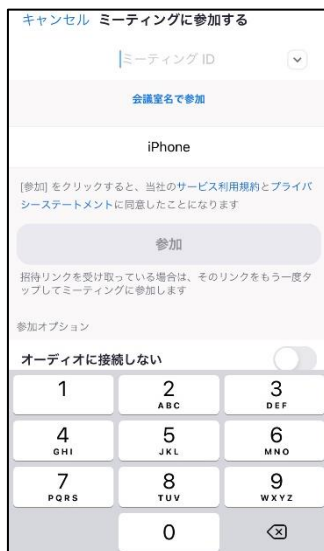 キャンセル ミーティングに参加する
ミーティング ID
会議室名で参加
iPhone
[参加] をクリックすると、当社のサービス利用規約とプライバ
シーステートメントに同意したことになります
参加
招待リンクを受け取っている場合は、そのリンクをもう一度タ
ップしてミーティングに参加します
参加オプション
オーディオに接続しない
1 2 3
ABC DEF
4 5 6
GHI JKL MNO
7 8 9
PQRS TUV WXYZ
0